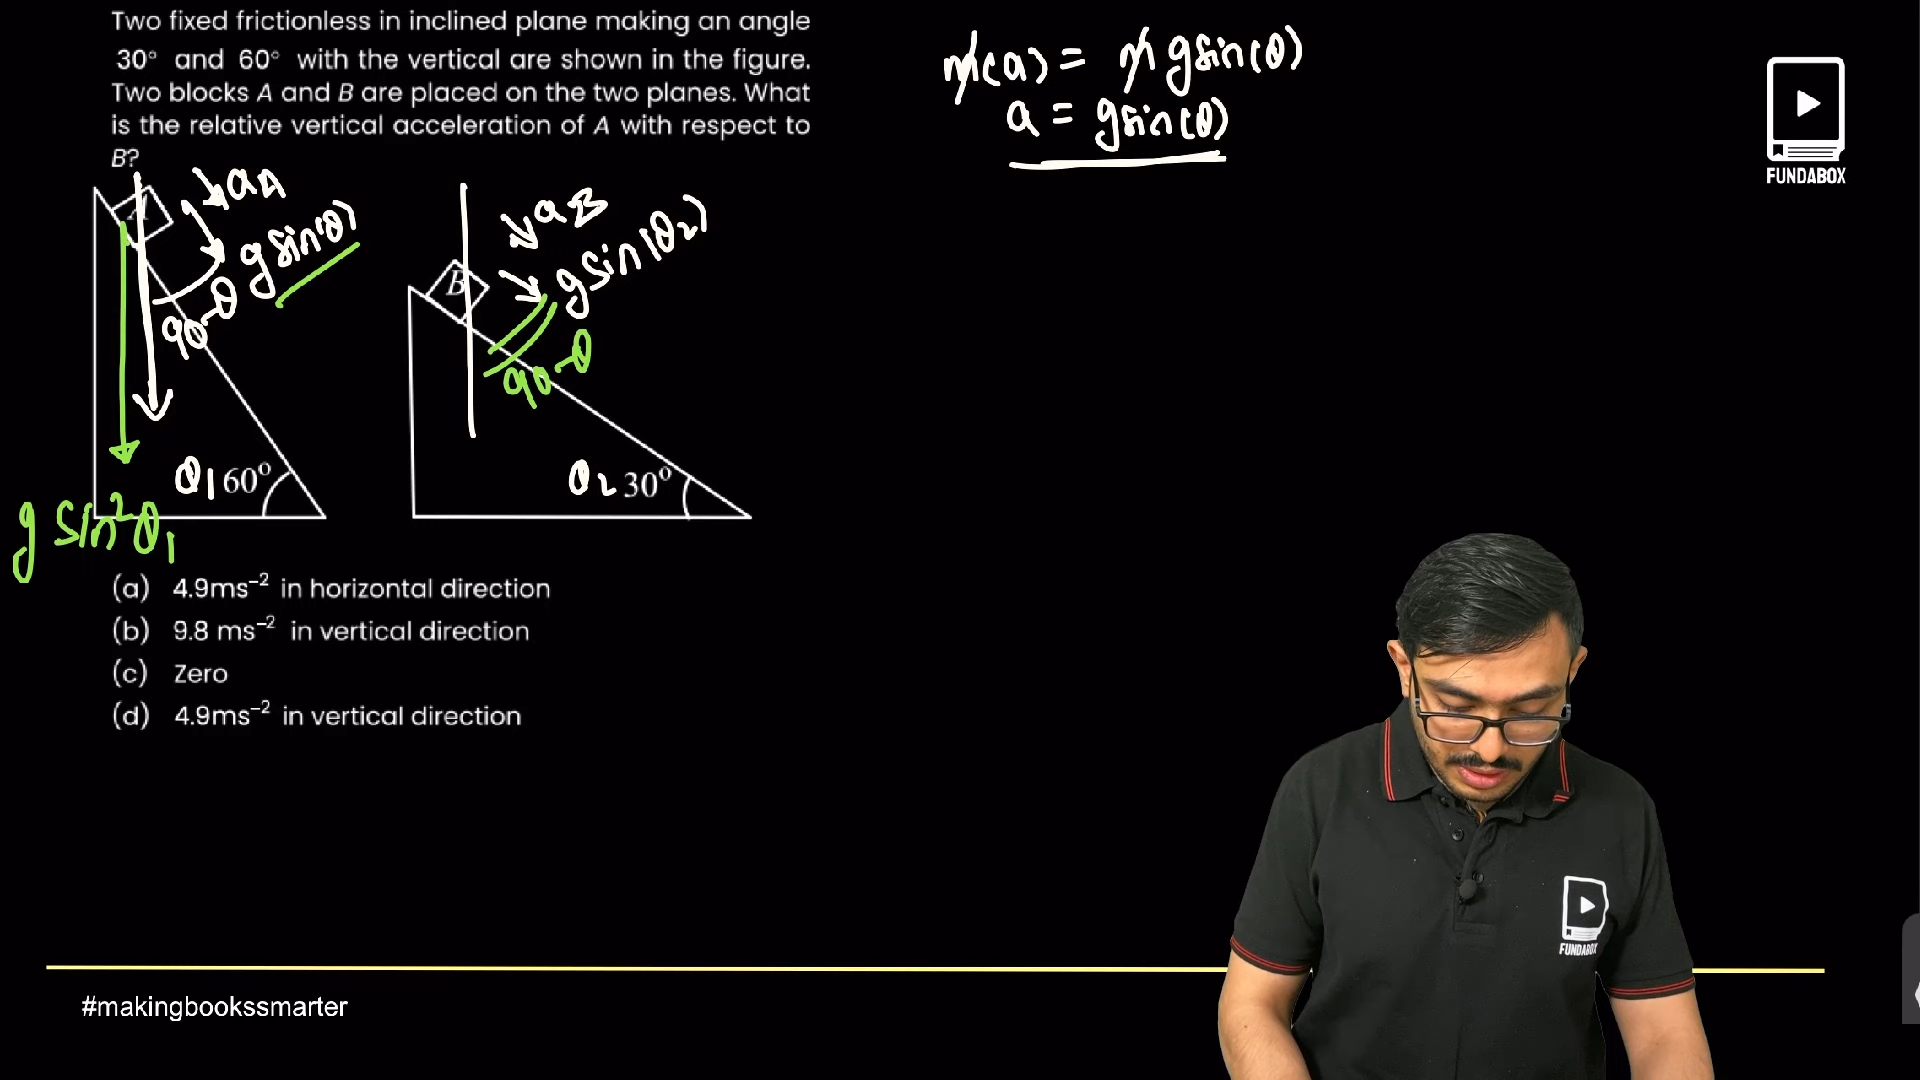 Two fixed frictionless in inclined plane making an angle
30° and 60° with the vertical are shown in the figure.
Two blocks A and B are placed on the two planes. What
is the relative vertical acceleration of A with respect to
B?
m(a) = m g sin(θ)
a = g sin(θ)
FUNDABOX
A
a_A
g sin(θ)
90-θ
θ₁ 60°
g sin²θ₁
B
a_B
g sin(θ₂)
90-θ
θ₂ 30°
(a) 4.9ms⁻² in horizontal direction
(b) 9.8 ms⁻² in vertical direction
(c) Zero
(d) 4.9ms⁻² in vertical direction
FUNDABOX
#makingbookssmarter